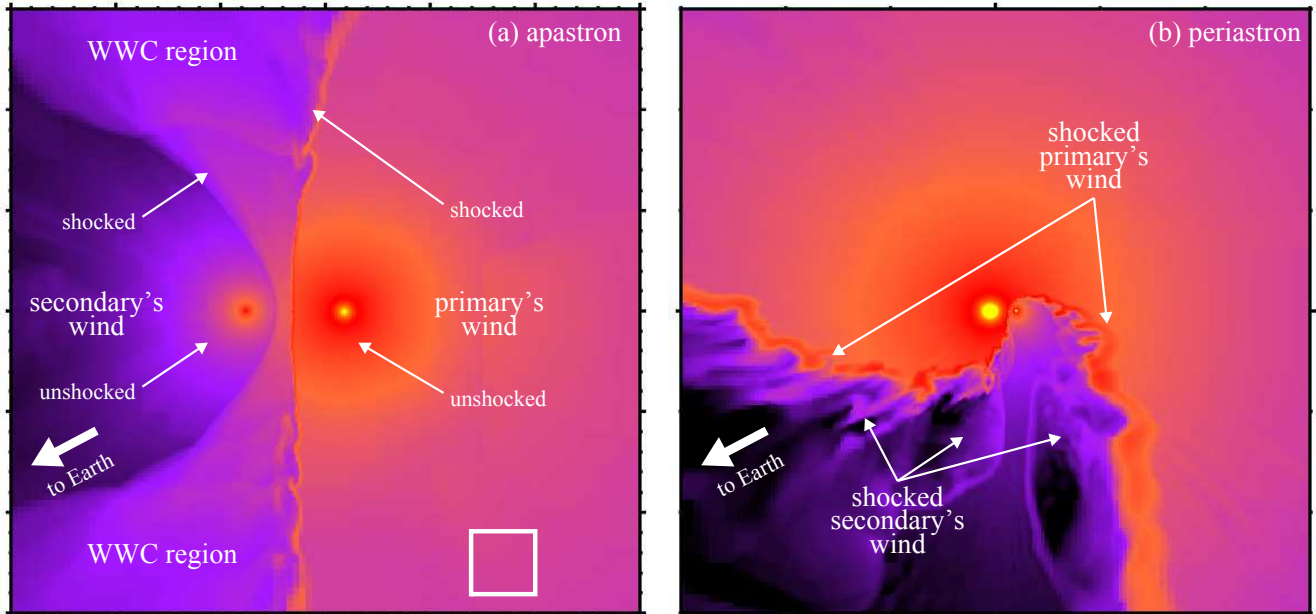 (a) apastron
WWC region
shocked
shocked
secondary's
wind
primary's
wind
unshocked
unshocked
to Earth
WWC region
(b) periastron
shocked
primary's
wind
to Earth
shocked
secondary's
wind